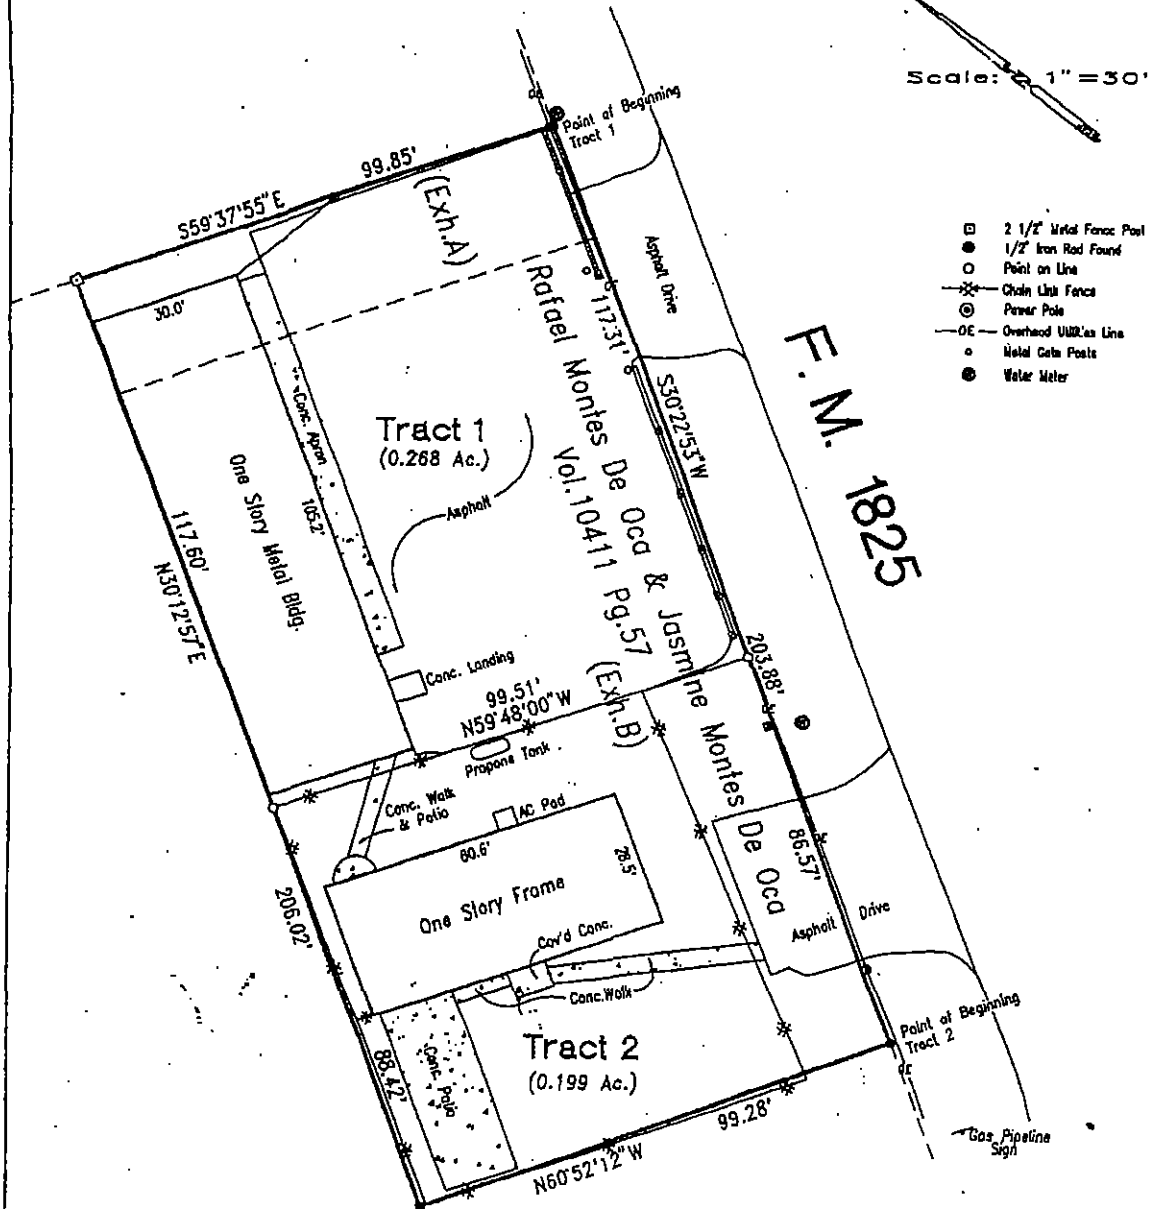 Scale: 1"=30'
Point of Beginning
Tract 1
99.85'
S59°37'55"E
(Exh.A)
2 1/2" Metal Fence Post
1/2" Iron Rod Found
Point on Line
Chain Link Fence
Power Pole
OE Overhead
Line
Metal Gate Posts
Water Meter
Asphalt Drive
30.0'
117.31'
S30°22'53"W
F. M. 1825
Rafael Montes De Oca & Jasmine Montes De Oca
Vol.10411 Pg.57
(Exh.B)
Tract 1
(0.268 Ac.)
Conc. Apron
105.2'
Asphalt
One Story Metal Bldg.
117.60'
N30°12'57"E
Conc. Landing
99.51'
N59°48'00"W
203.88'
Propane Tank
Conc. Walk
& Patio
AC Pad
60.6'
28.5'
One Story Frame
86.57'
Asphalt Drive
206.02'
Cov'd Conc.
Conc.Walk
Point of Beginning
Tract 2
OE
Tract 2
(0.199 Ac.)
88.42'
Conc. Patio
99.28'
N60°52'12"W
Gas Pipeline
Sign